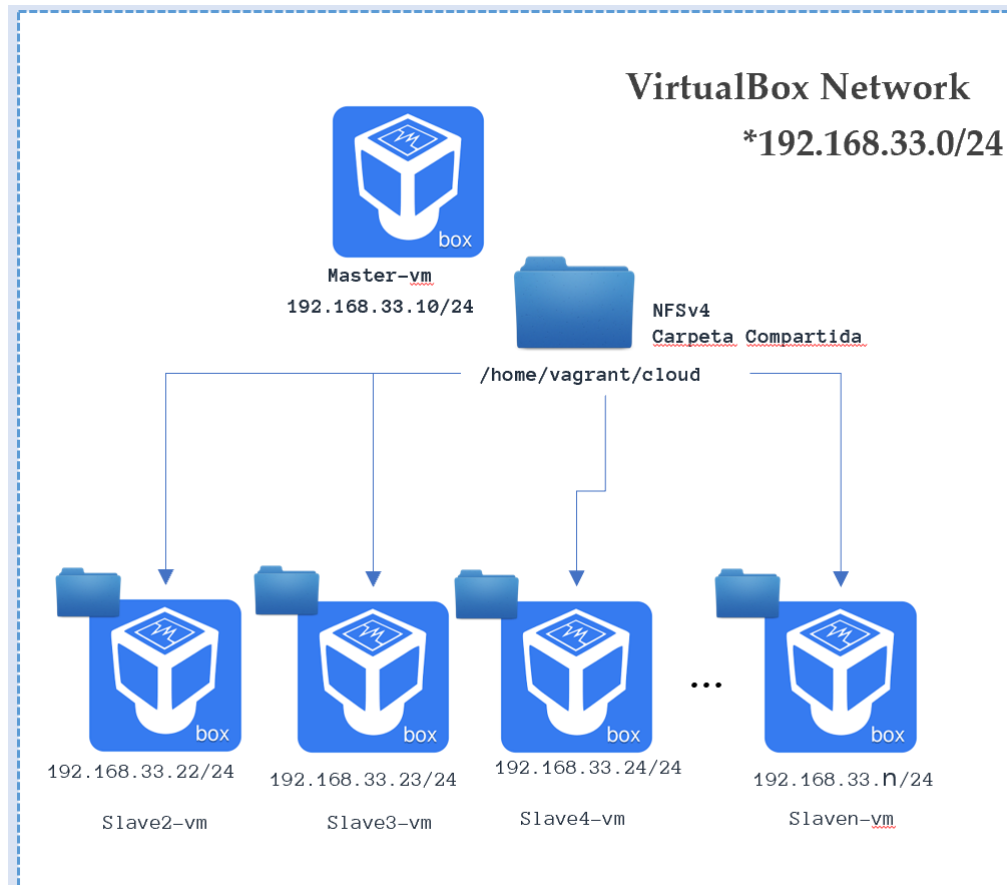 VirtualBox Network
*192.168.33.0/24
box
Master-vm
192.168.33.10/24
NFSv4
Carpeta Compartida
/home/vagrant/cloud
box
box
box
...
box
192.168.33.22/24
192.168.33.23/24
192.168.33.24/24
192.168.33.n/24
Slave2-vm
Slave3-vm
Slave4-vm
Slaven-vm